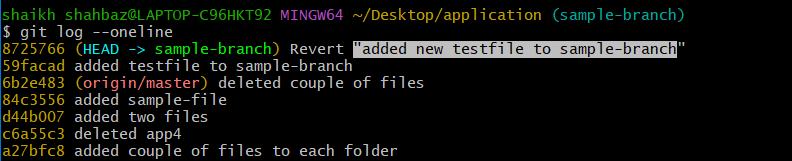 shaikh shahbaz@LAPTOP-C96HKT92 MINGW64 ~/Desktop/application (sample-branch)
$ git log --oneline
8725766 (HEAD -> sample-branch) Revert "added new testfile to sample-branch"
59facad added testfile to sample-branch
6b2e483 (origin/master) deleted couple of files
84c3556 added sample-file
d44b007 added two files
c6a55c3 deleted app4
a27bfc8 added couple of files to each folder